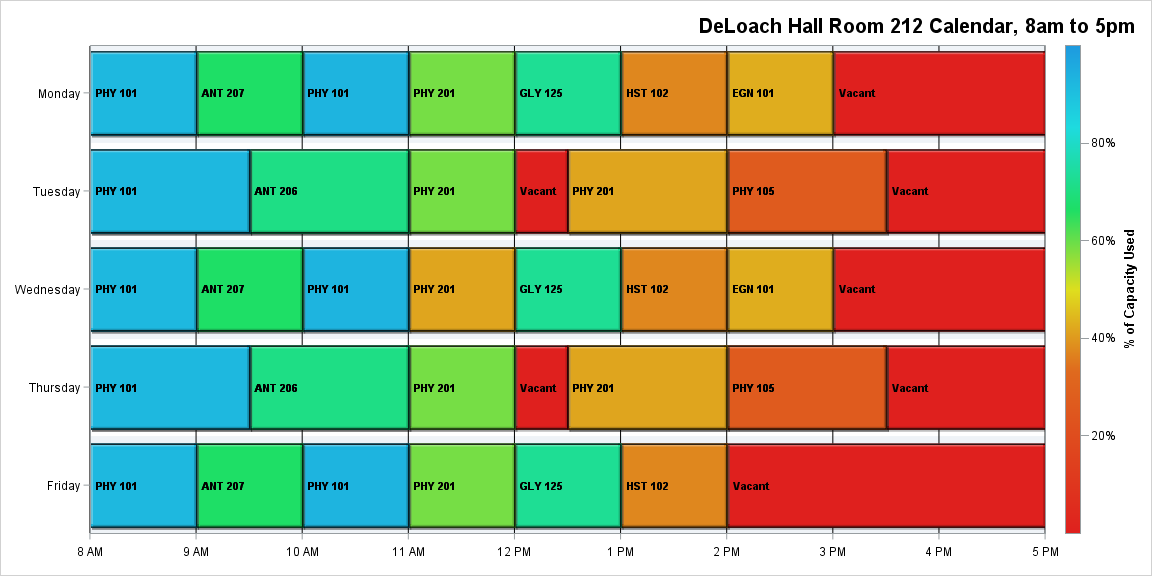 DeLoach Hall Room 212 Calendar, 8am to 5pm
Monday PHY 101 ANT 207 PHY 101 PHY 201 GLY 125 HST 102 EGN 101 Vacant
Tuesday PHY 101 ANT 206 PHY 201 Vacant PHY 201 PHY 105 Vacant
Wednesday PHY 101 ANT 207 PHY 101 PHY 201 GLY 125 HST 102 EGN 101 Vacant
Thursday PHY 101 ANT 206 PHY 201 Vacant PHY 201 PHY 105 Vacant
Friday PHY 101 ANT 207 PHY 101 PHY 201 GLY 125 HST 102 Vacant
8 AM 9 AM 10 AM 11 AM 12 PM 1 PM 2 PM 3 PM 4 PM 5 PM
80%
60%
40%
20%
% of Capacity Used